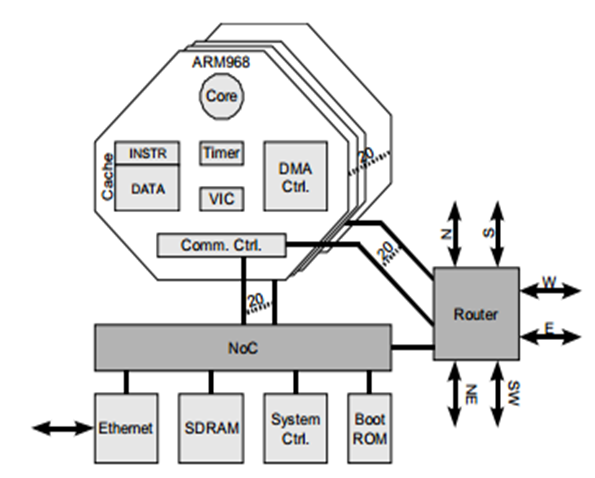 ARM968
Core
20
Cache
INSTR
DATA
Timer
VIC
DMA
Ctrl.
Comm. Ctrl.
20
20
N
S
W
E
NE
SW
Router
NoC
Ethernet
SDRAM
System
Ctrl.
Boot
ROM